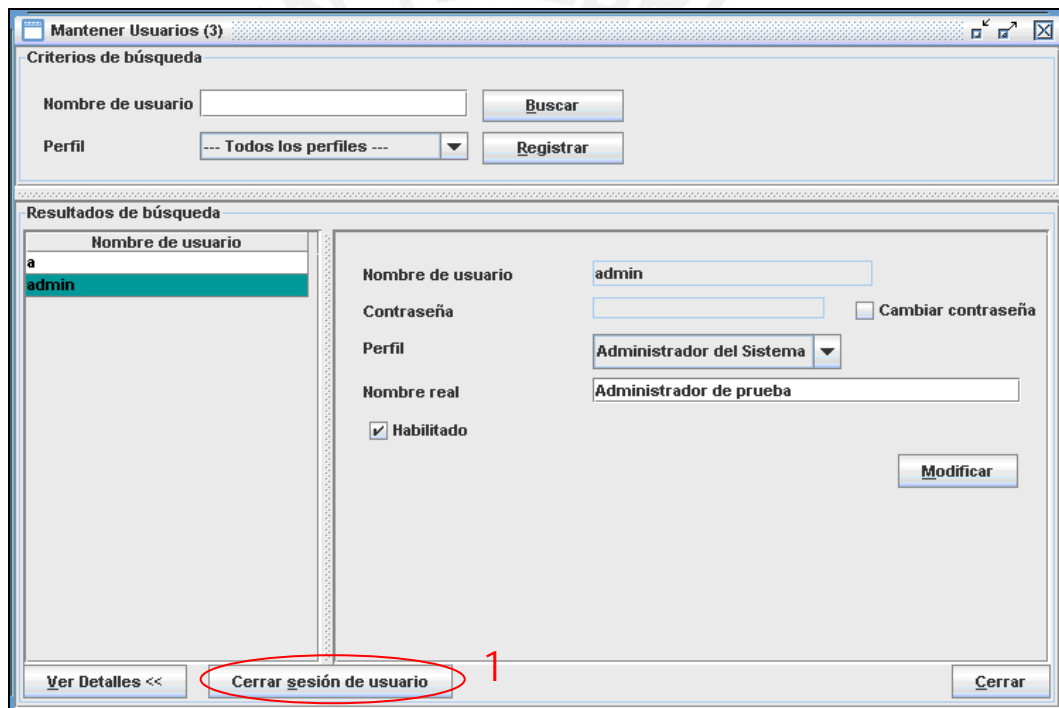 Mantener Usuarios (3)
Criterios de búsqueda
Nombre de usuario Buscar
Perfil --- Todos los perfiles --- Registrar
Resultados de búsqueda
Nombre de usuario
a
admin
Nombre de usuario admin
Contraseña Cambiar contraseña
Perfil Administrador del Sistema
Nombre real Administrador de prueba
Habilitado
Modificar
Ver Detalles << Cerrar sesión de usuario 1 Cerrar